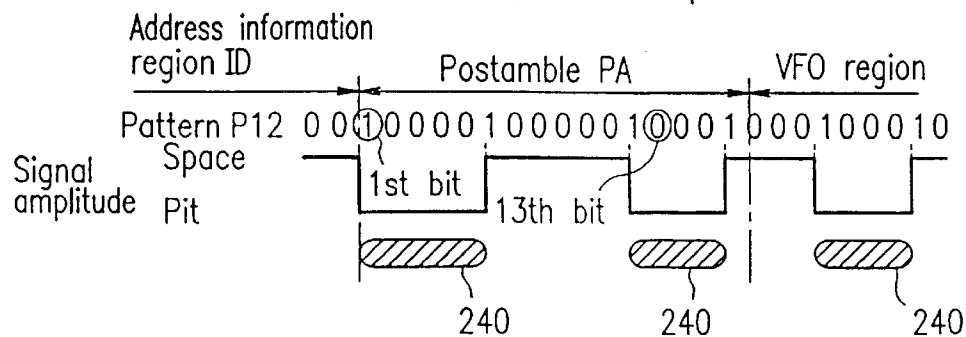 Address information
region ID
Postamble PA
VFO region
Pattern P12 0 0 1 0 0 0 0 1 0 0 0 0 0 1 0 0 0 1 0 0 0 1 0 0 0 1 0
Space
Signal
amplitude
Pit
1st bit
13th bit
240
240
240